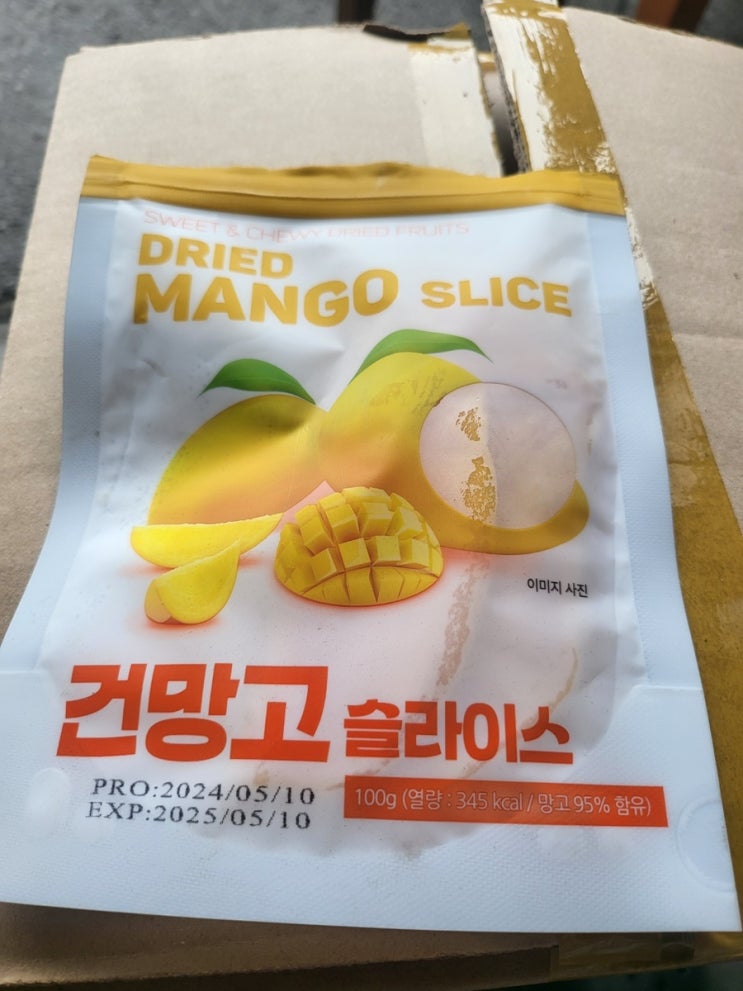 SWEET & CHEWY DRIED FRUITS
DRIED
MANGO SLICE
이미지 사진
건망고 슬라이스
PRO:2024/05/10
EXP:2025/05/10
100g (열량 : 345 kcal / 망고 95% 함유)